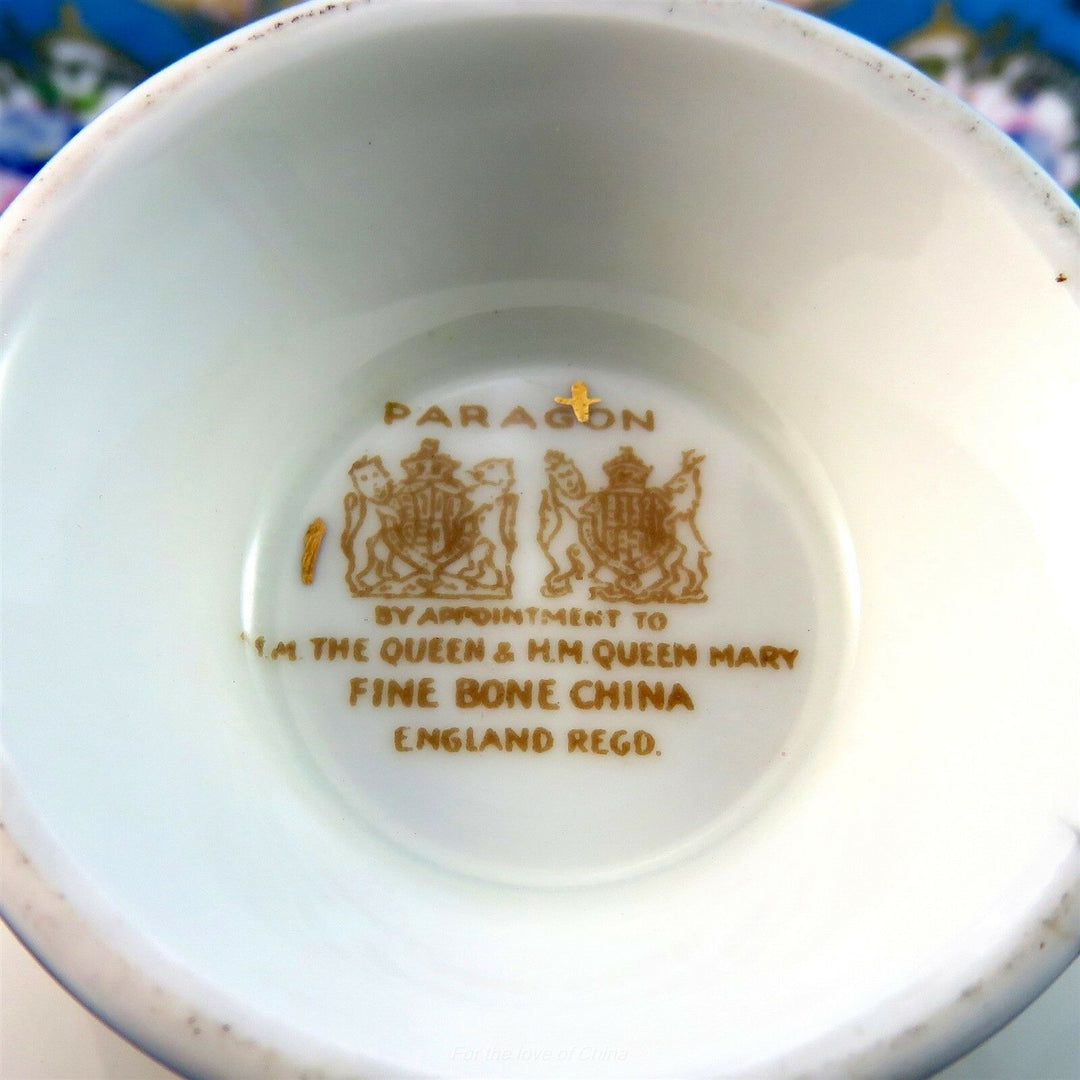 PARAGON
BY APPOINTMENT TO
H.M. THE QUEEN & H.M. QUEEN MARY
FINE BONE CHINA
ENGLAND REGD.
For the love of China